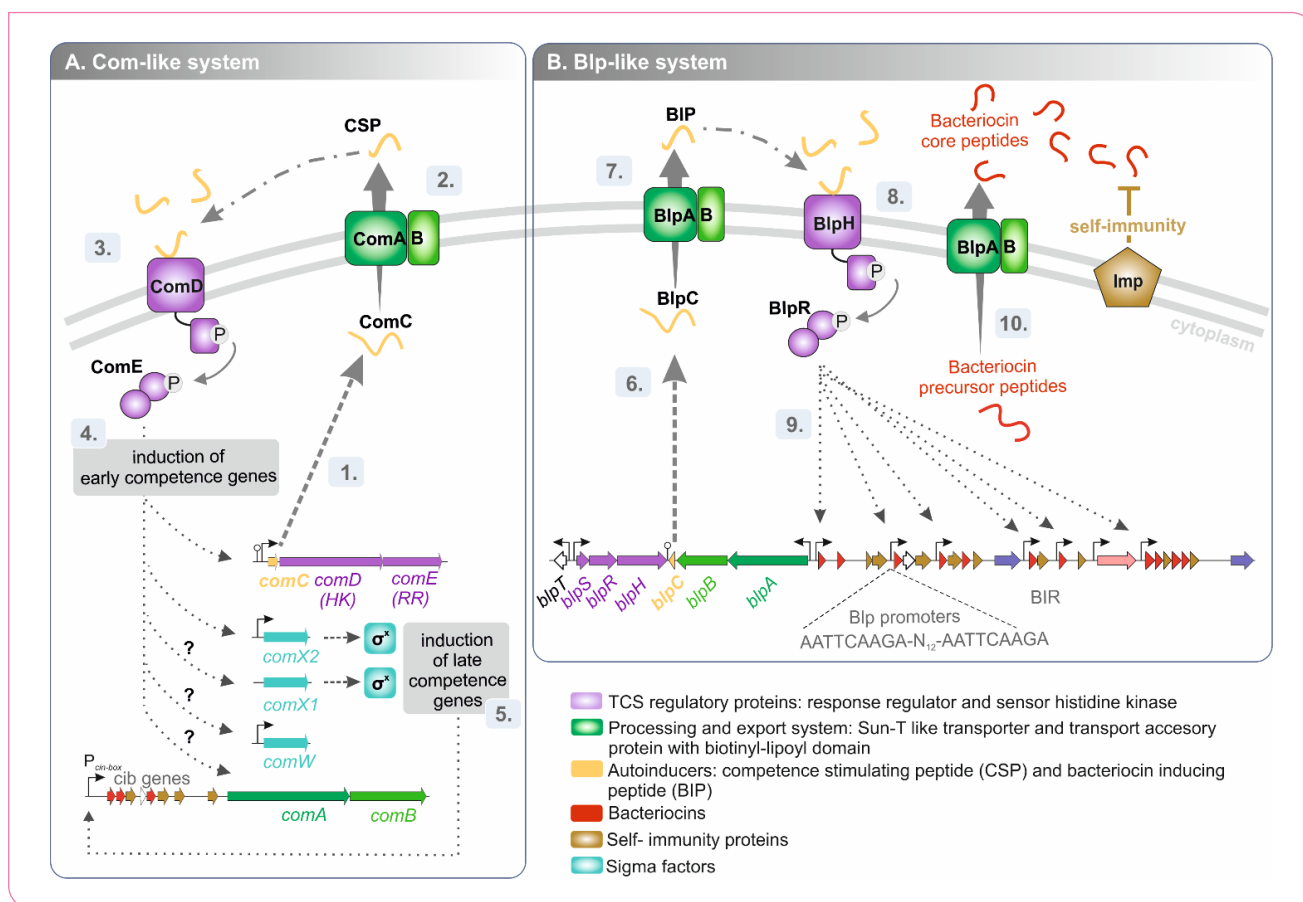 A. Com-like system
CSP
2.
ComA B
3.
ComD
P
ComC
ComE
P
4.
induction of
early competence genes
1.
comC
comD
(HK)
comE
(RR)
comX2
σx
?
comX1
σx
?
comW
?
induction
of late
competence
genes
5.
Pcin-box
cib genes
comA
comB
B. Blp-like system
BIP
7.
BlpA B
BlpH
8.
P
BlpC
BlpR
P
6.
9.
Bacteriocin
core peptides
BlpA B
self-immunity
Imp
10.
cytoplasm
Bacteriocin
precursor peptides
blpT
blpS
blpR
blpH
blpC
blpB
blpA
Blp promoters
AATTCAAGA-N12-AATTCAAGA
BIR
TCS regulatory proteins: response regulator and sensor histidine kinase
Processing and export system: Sun-T like transporter and transport accesory
protein with biotinyl-lipoyl domain
Autoinducers: competence stimulating peptide (CSP) and bacteriocin inducing
peptide (BIP)
Bacteriocins
Self- immunity proteins
Sigma factors